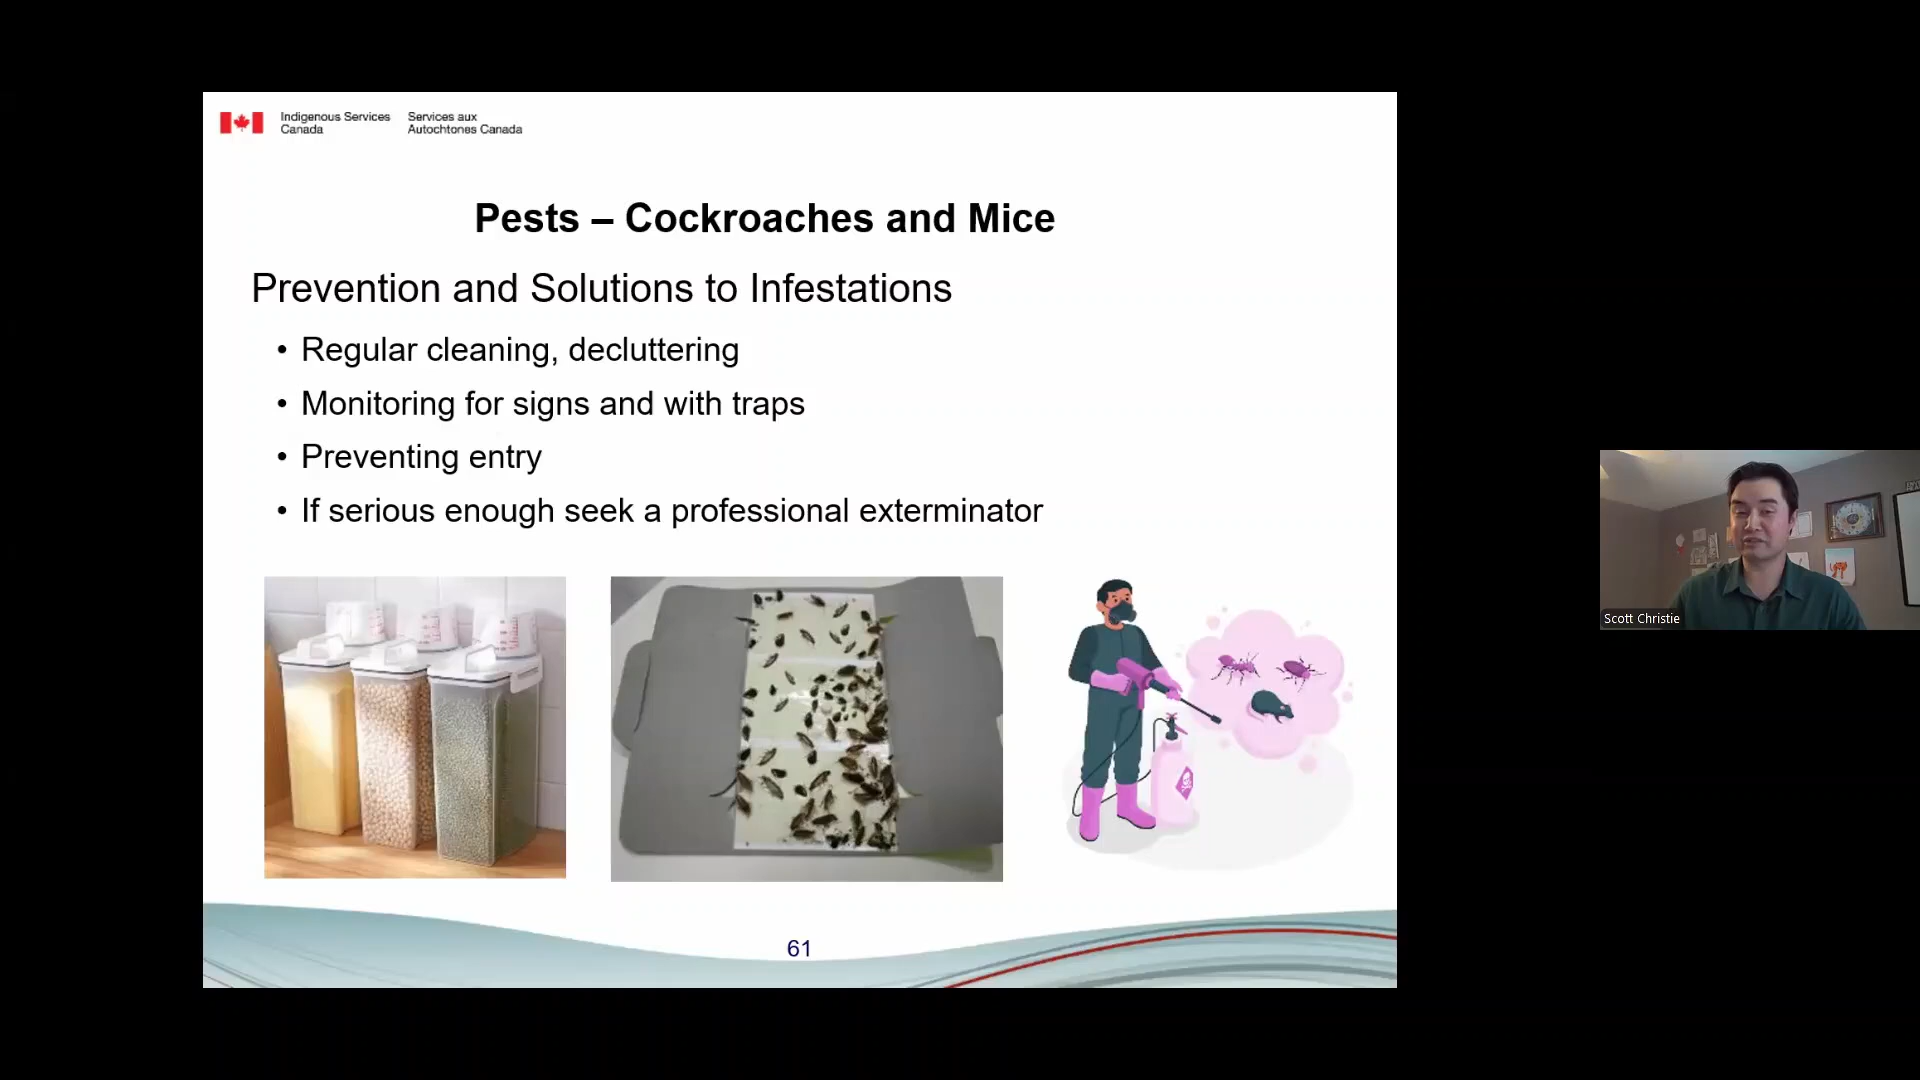 Indigenous Services Services aux
Canada Autochtones Canada
Pests – Cockroaches and Mice
Prevention and Solutions to Infestations
• Regular cleaning, decluttering
• Monitoring for signs and with traps
• Preventing entry
• If serious enough seek a professional exterminator
61
Scott Christie